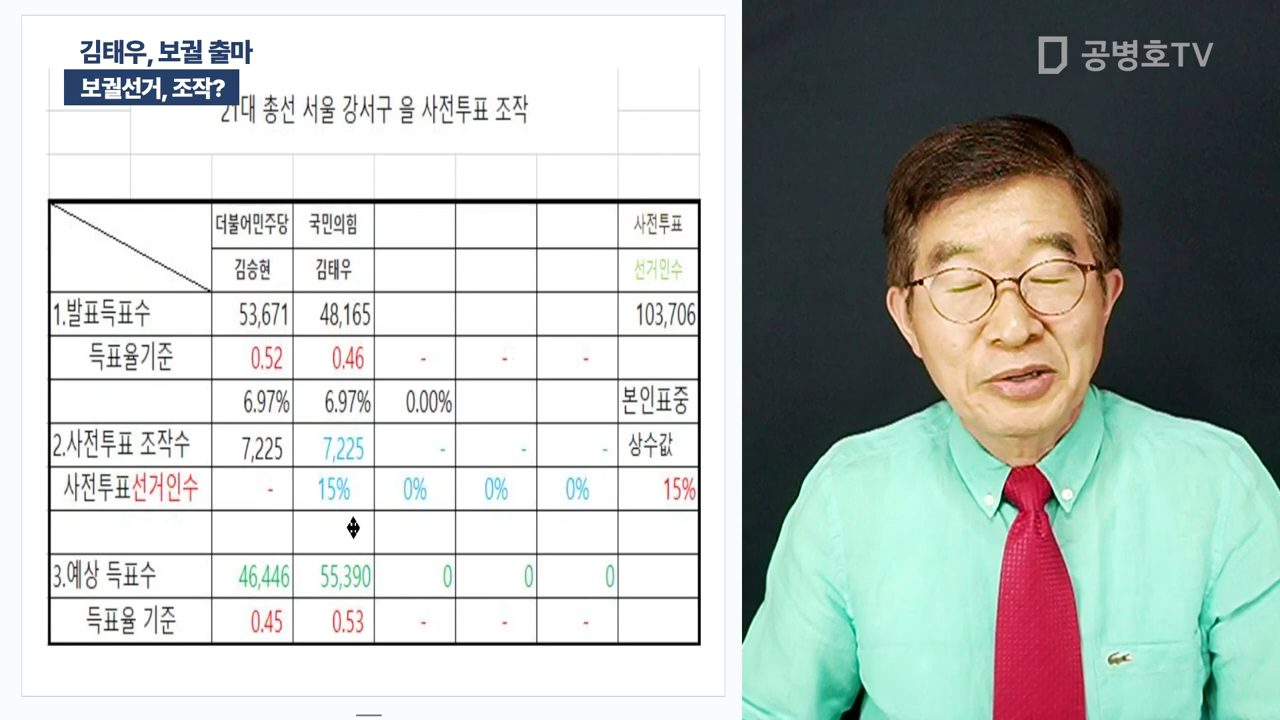 김태우, 보궐 출마
보궐선거, 조작?
공병호TV
21대 총선 서울 강서구 을 사전투표 조작
더불어민주당 국민의힘 사전투표
김승현 김태우 선거인수
1.발표득표수 53,671 48,165 103,706
득표율기준 0.52 0.46 - - -
6.97% 6.97% 0.00% 본인표중
2.사전투표 조작수 7,225 7,225 - - - 상수값
사전투표선거인수 - 15% 0% 0% 0% 15%
3.예상 득표수 46,446 55,390 0 0 0
득표율 기준 0.45 0.53 - - -